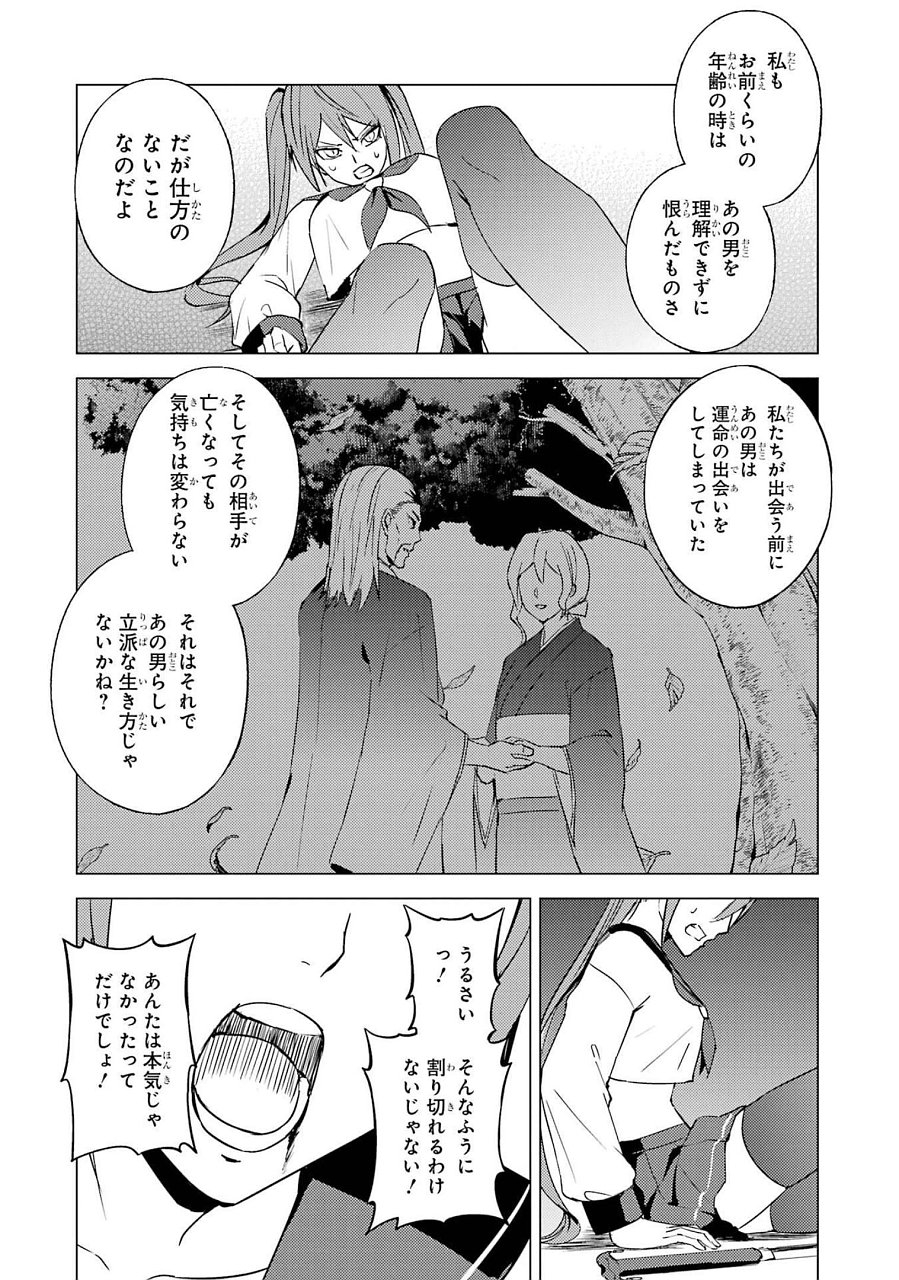 私も
お前くらいの
年齢の時は
あの男を
理解できずに
恨んだものさ
だが仕方の
ないこと
なのだよ
私たちが出会う前に
あの男は
運命の出会いを
してしまっていた
そしてその相手が
亡くなっても
気持ちは変わらない
それはそれで
あの男らしい
立派な生き方じゃ
ないかね？
うるさい
っ！
そんなふうに
割り切れるわけ
ないじゃない！
あんたは本気じゃ
なかったって
だけでしょ！